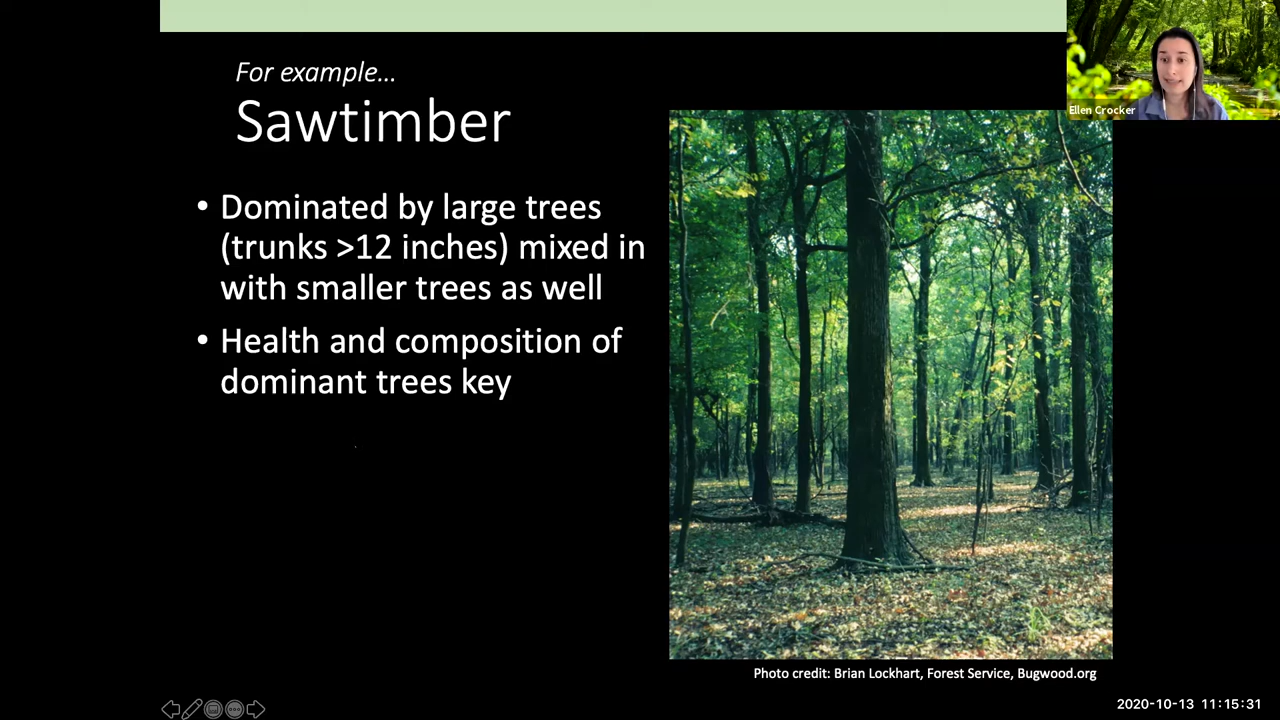 For example…
Sawtimber
• Dominated by large trees
(trunks >12 inches) mixed in
with smaller trees as well
• Health and composition of
dominant trees key
Ellen Crocker
Photo credit: Brian Lockhart, Forest Service, Bugwood.org
2020-10-13 11:15:31